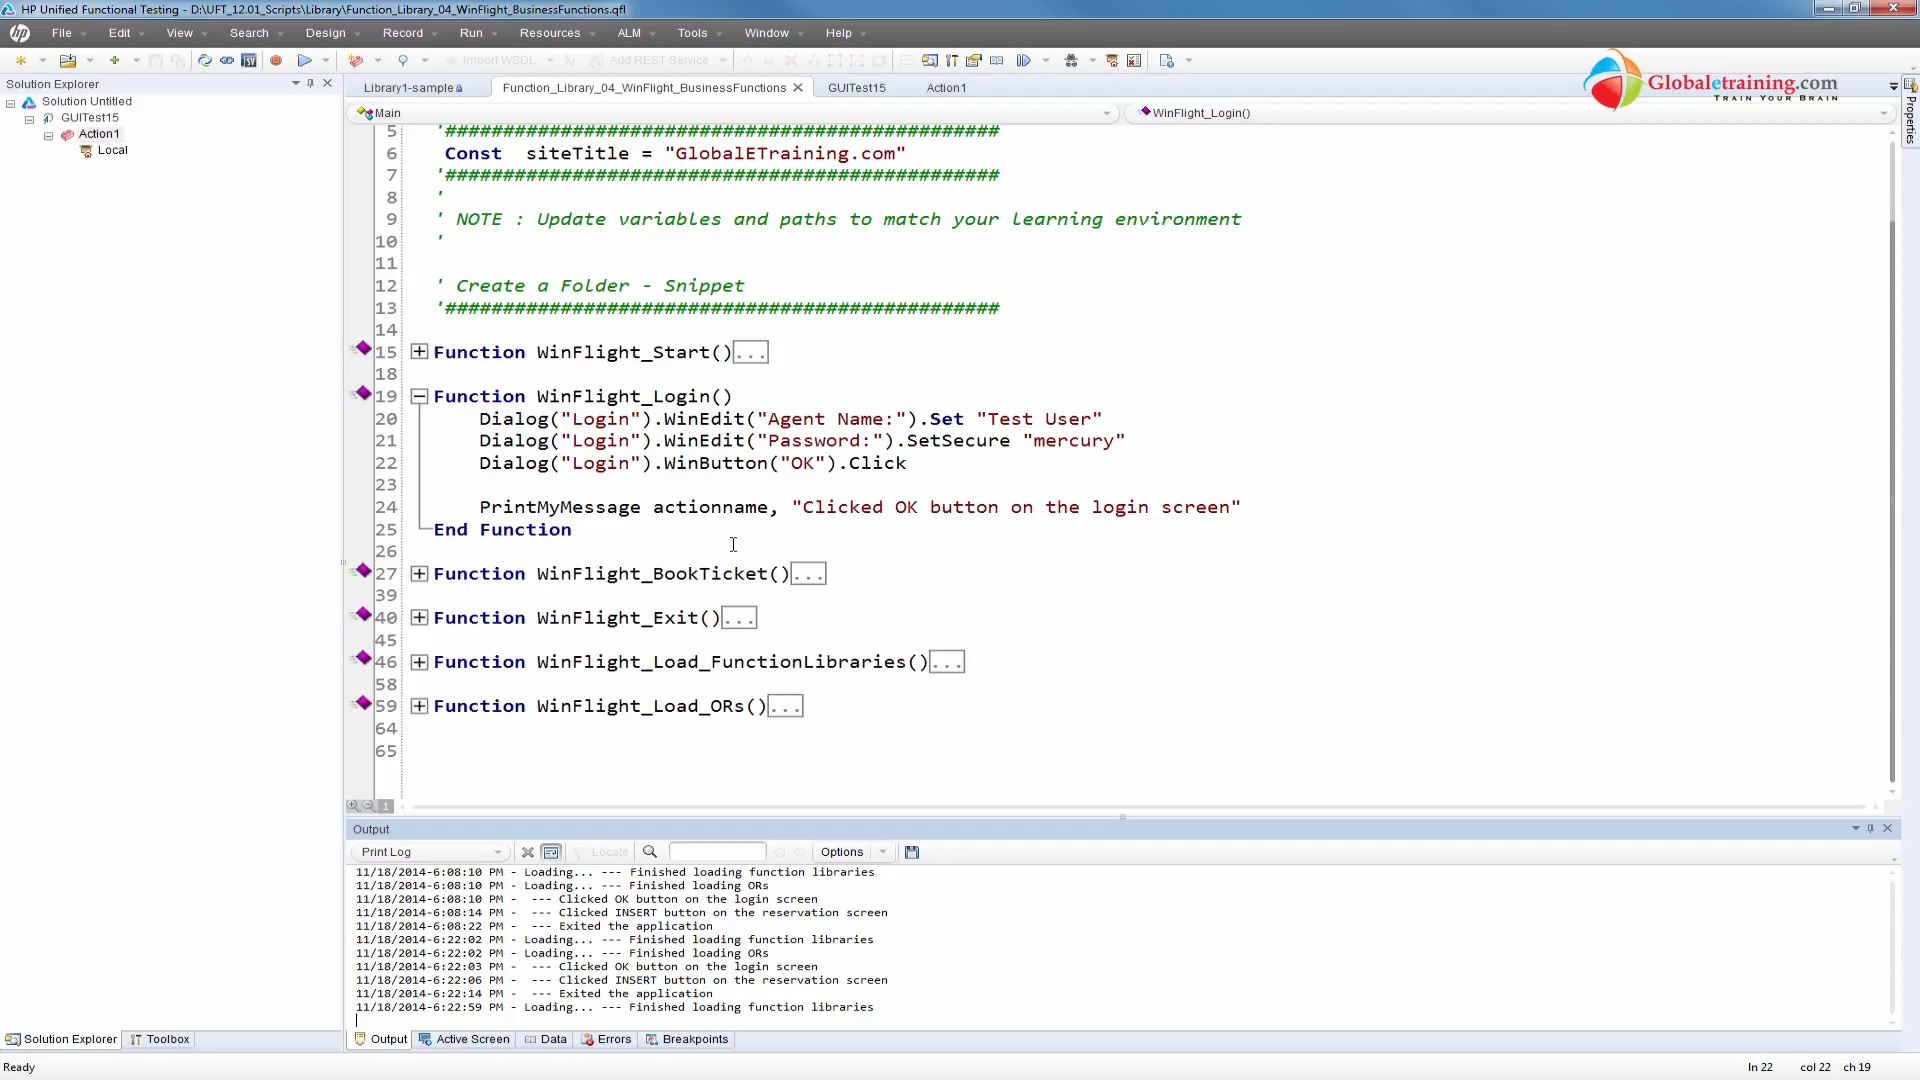 HP Unified Functional Testing - D:\UFT_12.01_Scripts\Library\Function_Library_04_WinFlight_BusinessFunctions.qfl
File Edit View Search Design Record Run Resources ALM Tools Window Help
Import WSDL Add REST Service
Globaletraining.com
TRAIN YOUR BRAIN
Solution Explorer
Library1-sample Function_Library_04_WinFlight_BusinessFunctions GUITest15 Action1
Properties
Solution Untitled
GUITest15
Action1
Local
Main WinFlight_Login()
5 '################################################
6 Const siteTitle = "GlobalETraining.com"
7 '################################################
8 '
9 ' NOTE : Update variables and paths to match your learning environment
10 '
11
12 ' Create a Folder - Snippet
13 '################################################
14
15 Function WinFlight_Start()...
18
19 Function WinFlight_Login()
20 Dialog("Login").WinEdit("Agent Name:").Set "Test User"
21 Dialog("Login").WinEdit("Password:").SetSecure "mercury"
22 Dialog("Login").WinButton("OK").Click
23
24 PrintMyMessage actionname, "Clicked OK button on the login screen"
25 End Function
26
27 Function WinFlight_BookTicket()...
39
40 Function WinFlight_Exit()...
45
46 Function WinFlight_Load_FunctionLibraries()...
58
59 Function WinFlight_Load_ORs()...
64
65
1
Output
Print Log Locate Options
11/18/2014-6:08:10 PM - Loading... --- Finished loading function libraries
11/18/2014-6:08:10 PM - Loading... --- Finished loading ORs
11/18/2014-6:08:10 PM - --- Clicked OK button on the login screen
11/18/2014-6:08:14 PM - --- Clicked INSERT button on the reservation screen
11/18/2014-6:08:22 PM - --- Exited the application
11/18/2014-6:22:02 PM - Loading... --- Finished loading function libraries
11/18/2014-6:22:02 PM - Loading... --- Finished loading ORs
11/18/2014-6:22:03 PM - --- Clicked OK button on the login screen
11/18/2014-6:22:06 PM - --- Clicked INSERT button on the reservation screen
11/18/2014-6:22:14 PM - --- Exited the application
11/18/2014-6:22:59 PM - Loading... --- Finished loading function libraries
Solution Explorer Toolbox Output Active Screen Data Errors Breakpoints
Ready ln 22 col 22 ch 19